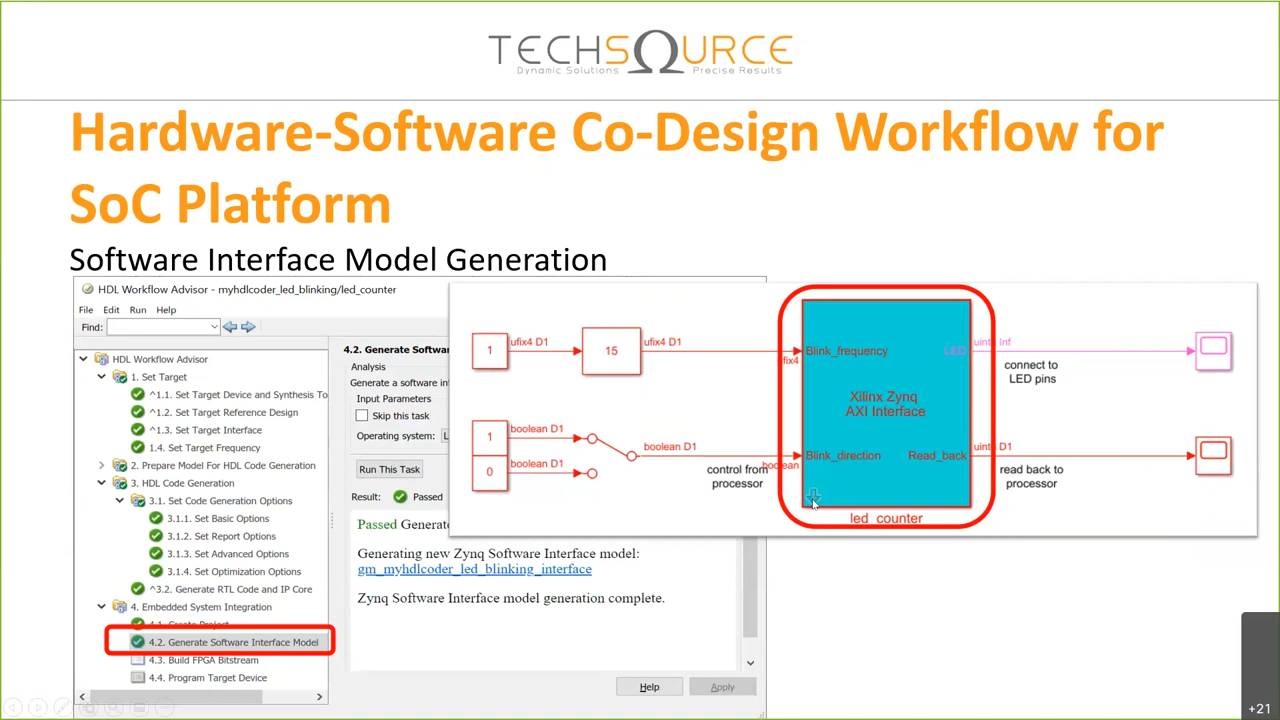 TECHSOURCE
Dynamic Solutions Precise Results
Hardware-Software Co-Design Workflow for
SoC Platform
Software Interface Model Generation
HDL Workflow Advisor - myhdlcoder_led_blinking/led_counter
File Edit Run Help
Find:
HDL Workflow Advisor
1. Set Target
^1.1. Set Target Device and Synthesis To
^1.2. Set Target Reference Design
^1.3. Set Target Interface
1.4. Set Target Frequency
2. Prepare Model For HDL Code Generation
3. HDL Code Generation
3.1. Set Code Generation Options
3.1.1. Set Basic Options
3.1.2. Set Report Options
3.1.3. Set Advanced Options
3.1.4. Set Optimization Options
^3.2. Generate RTL Code and IP Core
4. Embedded System Integration
4.1. Create Project
4.2. Generate Software Interface Model
4.3. Build FPGA Bitstream
4.4. Program Target Device
4.2. Generate Softwar
Analysis
Generate a software int
Input Parameters
Skip this task
Operating system: L
Run This Task
Result: Passed
Passed Genera
Generating new Zynq Software Interface model:
gm_myhdlcoder_led_blinking_interface
Zynq Software Interface model generation complete.
Help Apply
1 ufix4 D1 15 ufix4 D1 ufix4 Blink_frequency LED uint Inf
connect to
LED pins
Xilinx Zynq
AXI Interface
1 boolean D1
0 boolean D1
boolean D1 boolean Blink_direction Read_back uint D1
control from
processor
read back to
processor
led_counter
+21